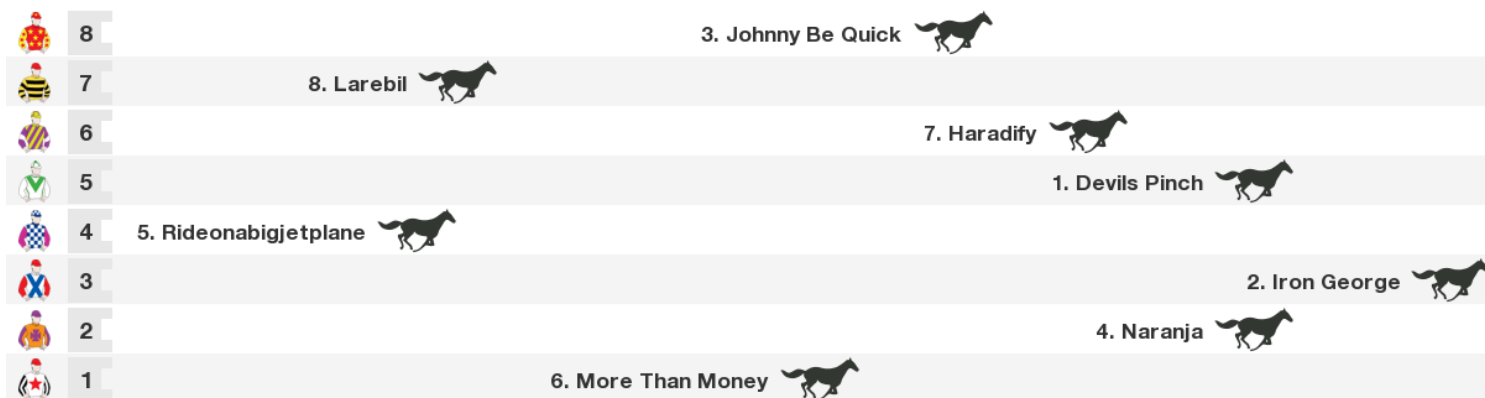 8 3. Johnny Be Quick
7 8. Larebil
6 7. Haradify
5 1. Devils Pinch
4 5. Rideonabigjetplane
3 2. Iron George
2 4. Naranja
1 6. More Than Money